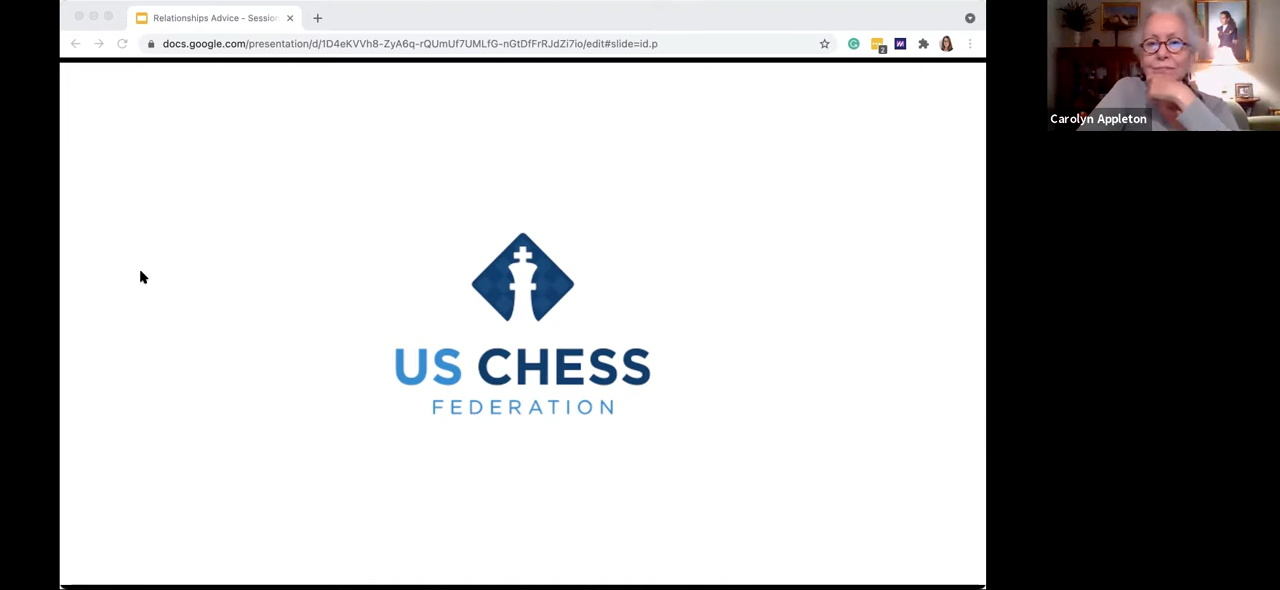 Relationships Advice - Session
docs.google.com/presentation/d/1D4eKVVh8-ZyA6q-rQUmUf7UMLfG-nGtDfFrRJdZi7io/edit#slide=id.p
2
Carolyn Appleton
US CHESS
FEDERATION